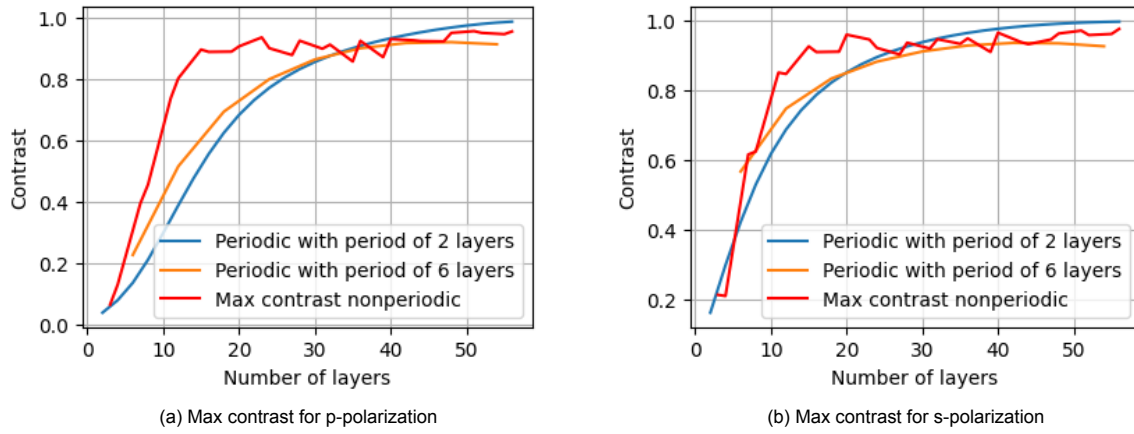 1.0
0.8
0.6
0.4
0.2
0.0
Contrast
0 10 20 30 40 50
Number of layers
Periodic with period of 2 layers
Periodic with period of 6 layers
Max contrast nonperiodic
(a) Max contrast for p-polarization
1.0
0.8
0.6
0.4
0.2
Contrast
0 10 20 30 40 50
Number of layers
Periodic with period of 2 layers
Periodic with period of 6 layers
Max contrast nonperiodic
(b) Max contrast for s-polarization